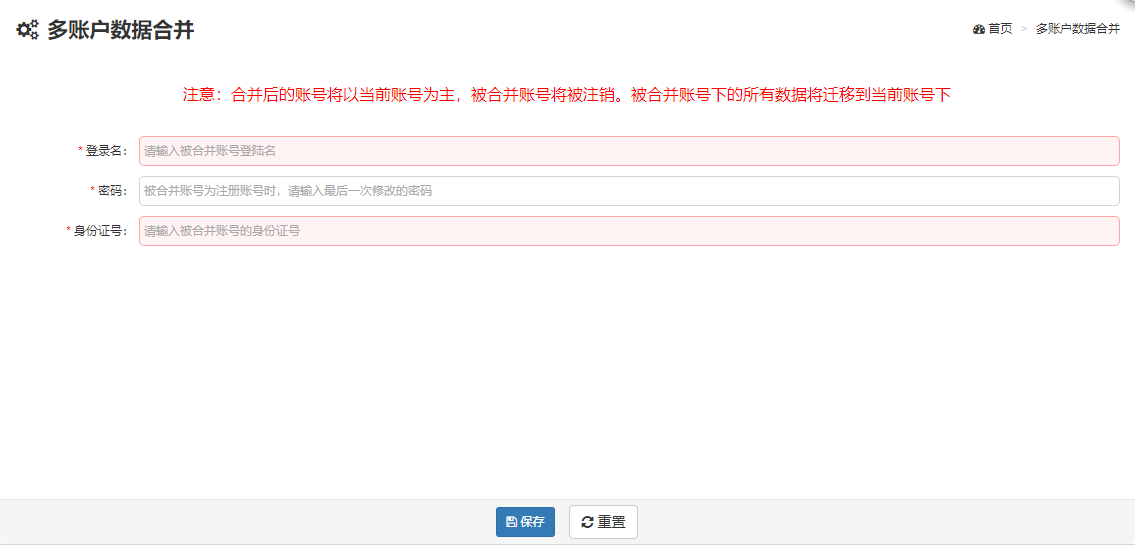 多账户数据合并
首页 > 多账户数据合并
注意：合并后的账号将以当前账号为主，被合并账号将被注销。被合并账号下的所有数据将迁移到当前账号下
* 登录名： 请输入被合并账号登陆名
* 密码： 被合并账号为注册账号时，请输入最后一次修改的密码
* 身份证号： 请输入被合并账号的身份证号
保存 重置